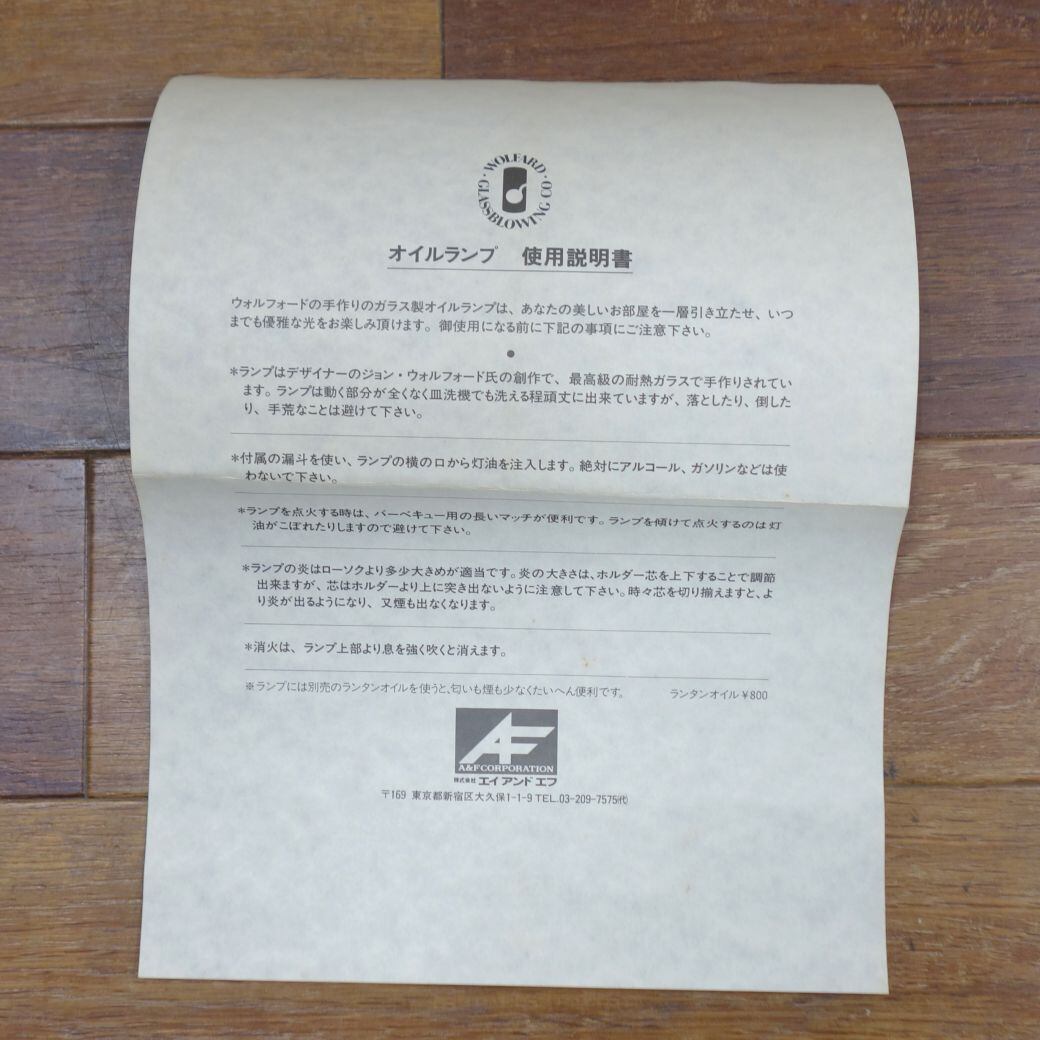 ・WOLFARD・
GLASSBLOWING CO
オイルランプ　使用説明書
ウォルフォードの手作りのガラス製オイルランプは、あなたの美しいお部屋を一層引き立たせ、いつ
までも優雅な光をお楽しみ頂けます。御使用になる前に下記の事項にご注意下さい。
●
*ランプはデザイナーのジョン・ウォルフォード氏の創作で、最高級の耐熱ガラスで手作りされてい
ます。ランプは動く部分が全くなく皿洗機でも洗える程頑丈に出来ていますが、落としたり、倒した
り、手荒なことは避けて下さい。
*付属の漏斗を使い、ランプの横の口から灯油を注入します。絶対にアルコール、ガソリンなどは使
わないで下さい。
*ランプを点火する時は、バーベキュー用の長いマッチが便利です。ランプを傾けて点火するのは灯
油がこぼれたりしますので避けて下さい。
*ランプの炎はローソクより多少大きめが適当です。炎の大きさは、ホルダー芯を上下することで調節
出来ますが、芯はホルダーより上に突き出ないように注意して下さい。時々芯を切り揃えますと、よ
り炎が出るようになり、又煙も出なくなります。
*消火は、ランプ上部より息を強く吹くと消えます。
※ランプには別売のランタンオイルを使うと、匂いも煙も少なくたいへん便利です。　ランタンオイル￥800
AF
A&F CORPORATION
株式会社 エイ アンド エフ
〒169 東京都新宿区大久保1-1-9 TEL.03-209-7575㈹